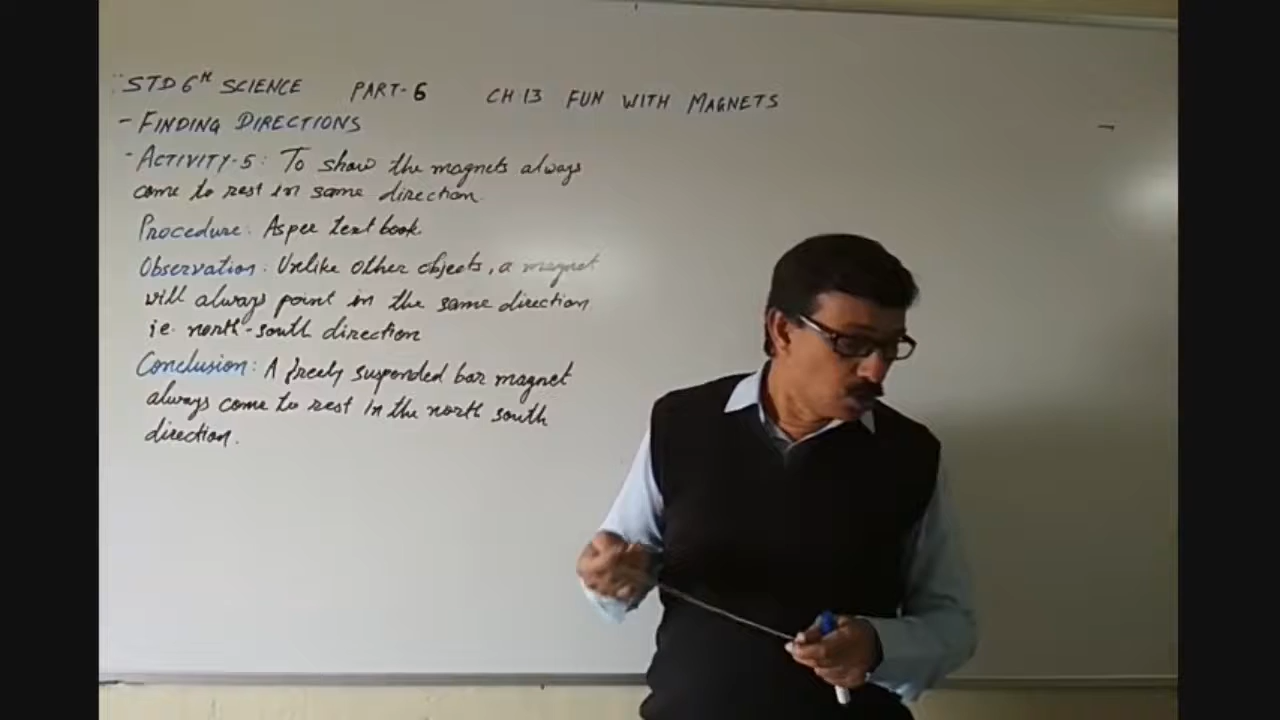 STD 6TH SCIENCE PART-6 CH 13 FUN WITH MAGNETS
- FINDING DIRECTIONS
- ACTIVITY-5: To show the magnets always
come to rest in same direction.
Procedure: As per text book
Observation: Unlike other objects, a magnet
will always point in the same direction
ie. north-south direction
Conclusion: A freely suspended bar magnet
always come to rest in the north south
direction.